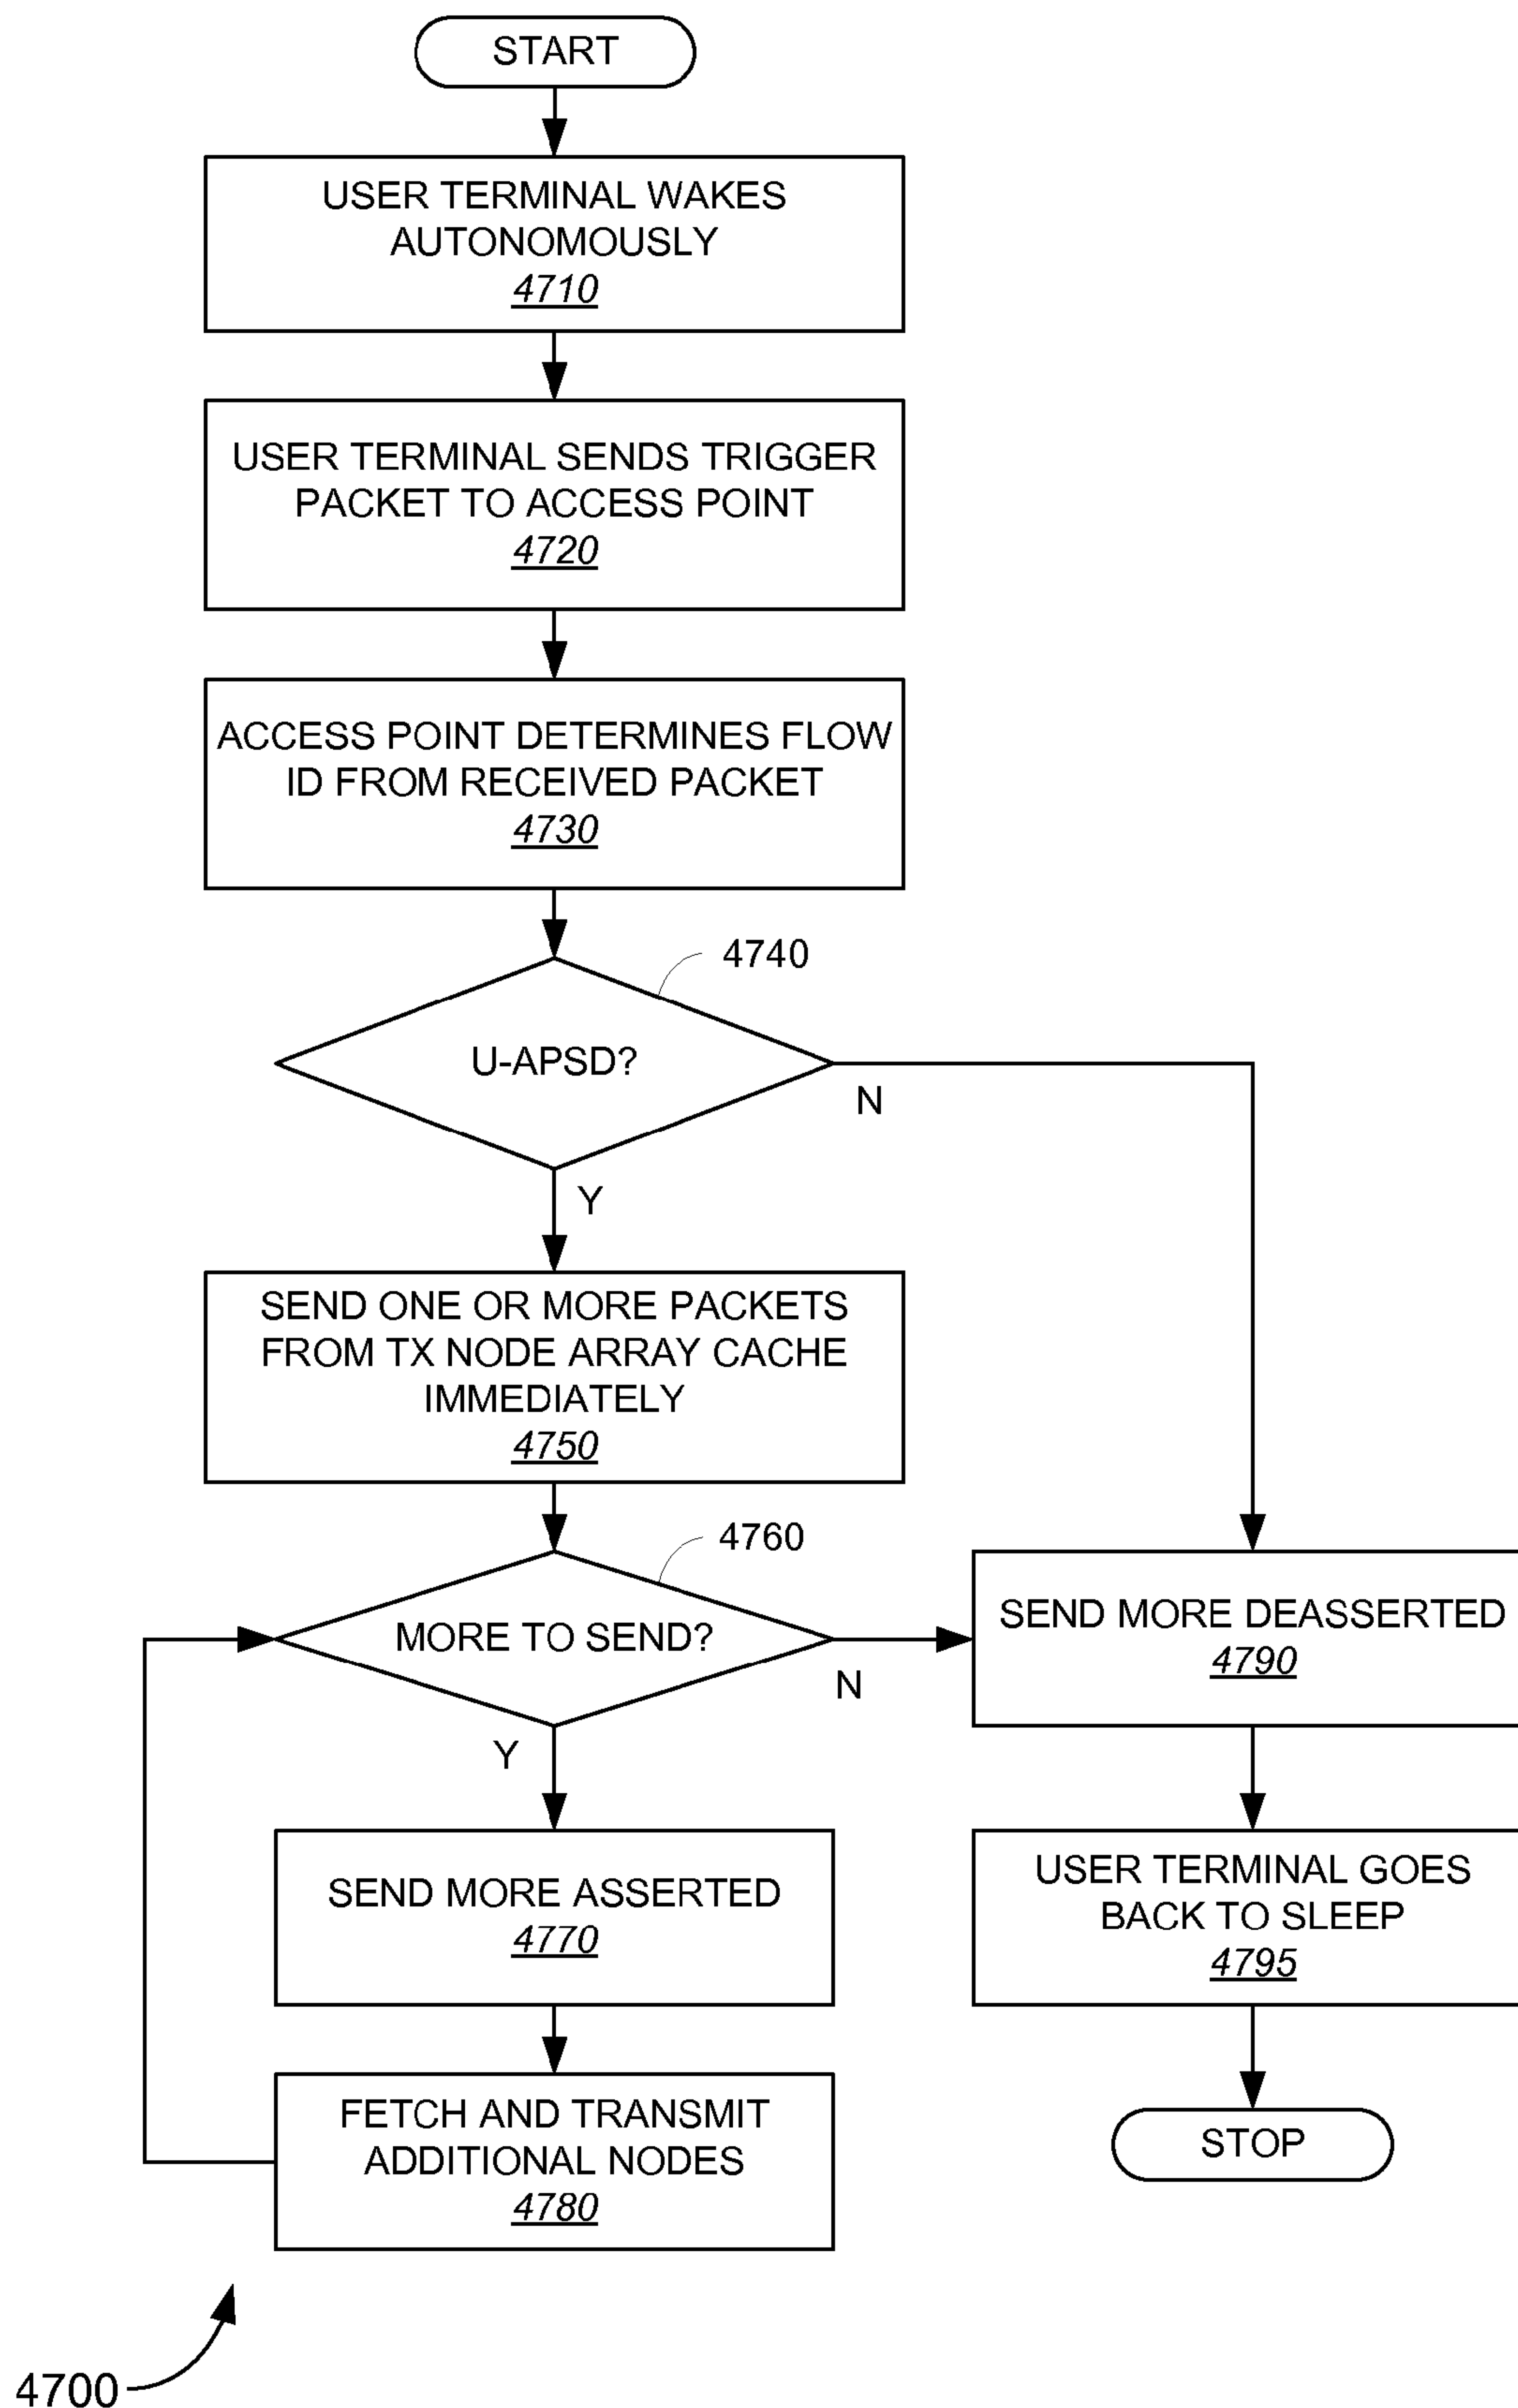 START
USER TERMINAL WAKES
AUTONOMOUSLY
4710
USER TERMINAL SENDS TRIGGER
PACKET TO ACCESS POINT
4720
ACCESS POINT DETERMINES FLOW
ID FROM RECEIVED PACKET
4730
4740
U-APSD?
N
Y
SEND ONE OR MORE PACKETS
FROM TX NODE ARRAY CACHE
IMMEDIATELY
4750
4760
MORE TO SEND?
N
Y
SEND MORE DEASSERTED
4790
SEND MORE ASSERTED
4770
USER TERMINAL GOES
BACK TO SLEEP
4795
FETCH AND TRANSMIT
ADDITIONAL NODES
4780
STOP
4700